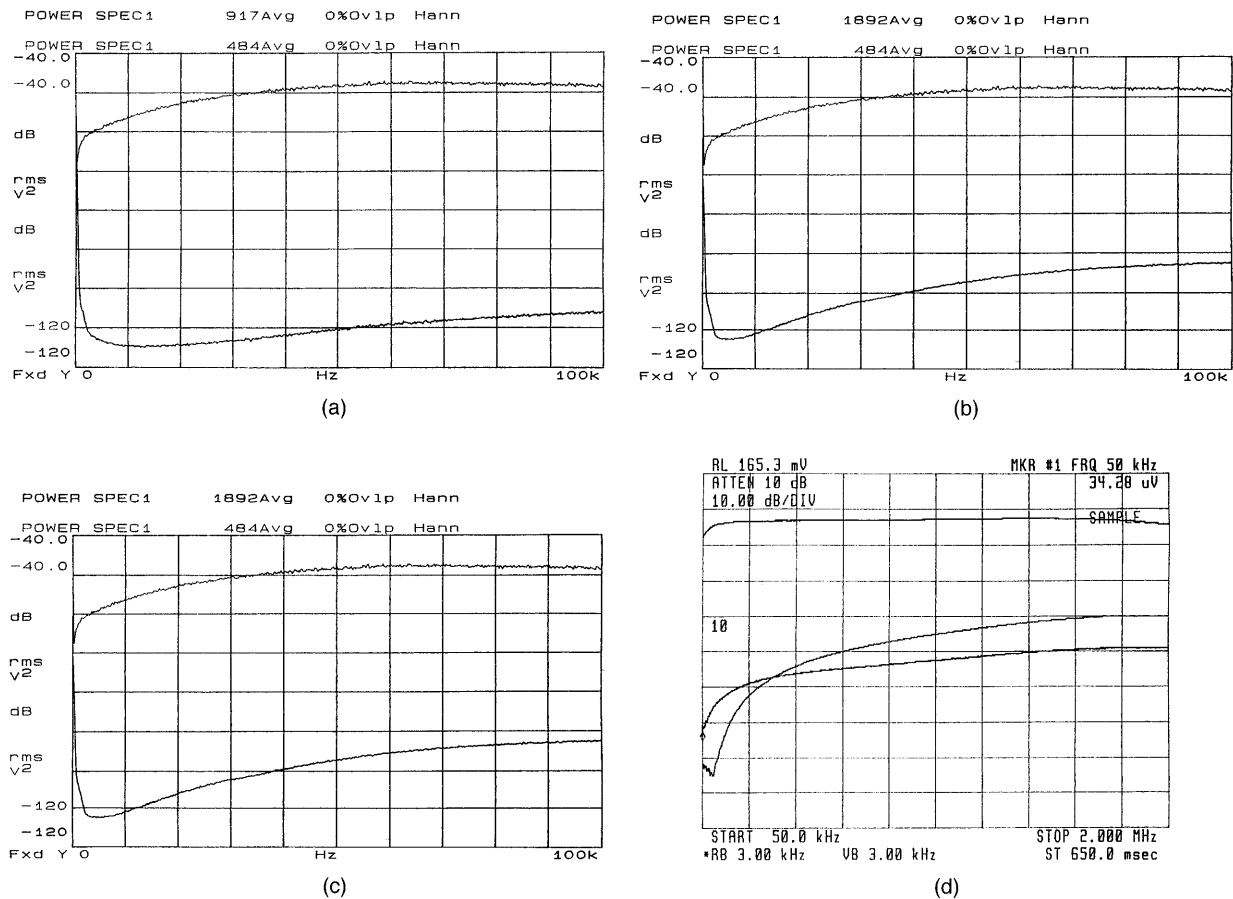 POWER SPEC1 917Avg 0%Ovlp Hann
POWER SPEC1 484Avg 0%Ovlp Hann
-40.0
-40.0
dB
rms
V2
dB
rms
V2
-120
-120
Fxd Y 0 Hz 100k
(a)
POWER SPEC1 1892Avg 0%Ovlp Hann
POWER SPEC1 484Avg 0%Ovlp Hann
-40.0
-40.0
dB
rms
V2
dB
rms
V2
-120
-120
Fxd Y 0 Hz 100k
(b)
POWER SPEC1 1892Avg 0%Ovlp Hann
POWER SPEC1 484Avg 0%Ovlp Hann
-40.0
-40.0
dB
rms
V2
dB
rms
V2
-120
-120
Fxd Y 0 Hz 100k
(c)
RL 165.3 mV MKR #1 FRQ 50 kHz
ATTEN 10 dB 34.28 uV
10.00 dB/DIV
SAMPLE
10
START 50.0 kHz STOP 2.000 MHz
*RB 3.00 kHz VB 3.00 kHz ST 650.0 msec
(d)